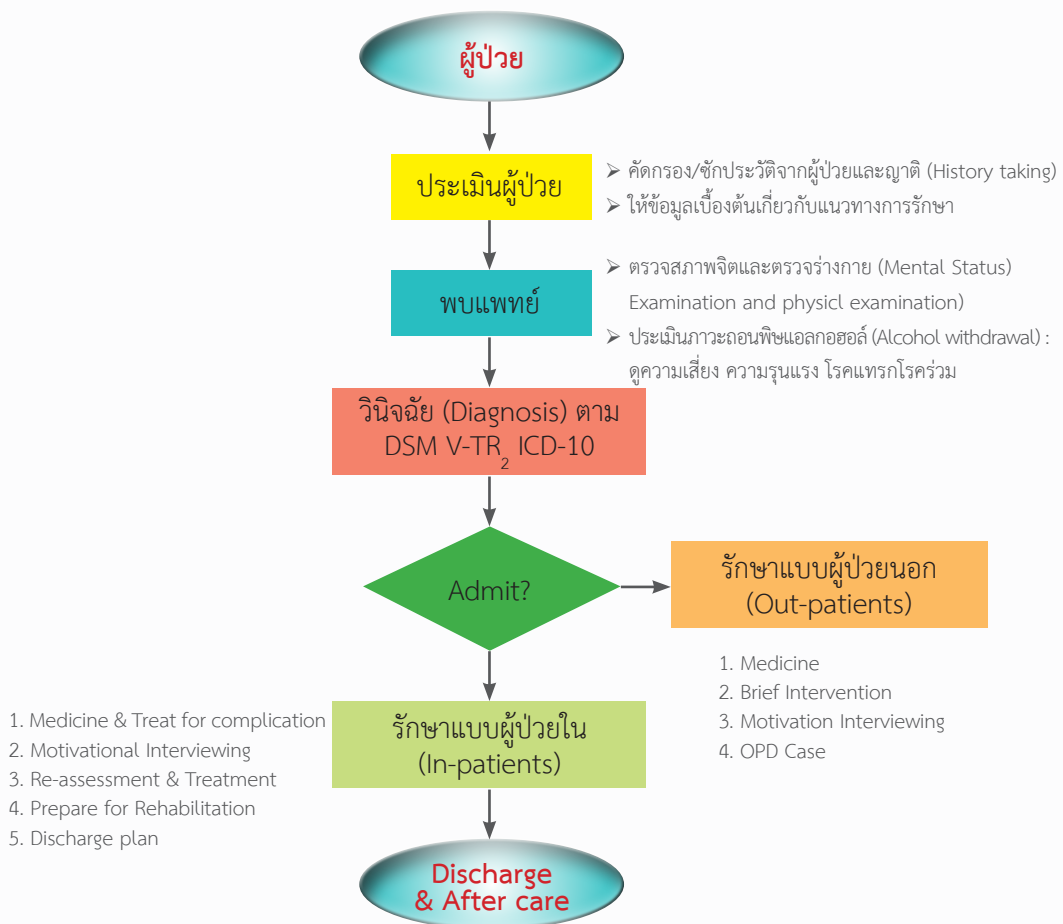 ผู้ป่วย
ประเมินผู้ป่วย
➢ คัดกรอง/ซักประวัติจากผู้ป่วยและญาติ (History taking)
➢ ให้ข้อมูลเบื้องต้นเกี่ยวกับแนวทางการรักษา
พบแพทย์
➢ ตรวจสภาพจิตและตรวจร่างกาย (Mental Status)
Examination and physicl examination)
➢ ประเมินภาวะถอนพิษแอลกอฮอล์ (Alcohol withdrawal) :
ดูความเสี่ยง ความรุนแรง โรคแทรกโรคร่วม
วินิจฉัย (Diagnosis) ตาม
DSM V-TR₂ ICD-10
Admit?
รักษาแบบผู้ป่วยนอก
(Out-patients)
1. Medicine
2. Brief Intervention
3. Motivation Interviewing
4. OPD Case
รักษาแบบผู้ป่วยใน
(In-patients)
1. Medicine & Treat for complication
2. Motivational Interviewing
3. Re-assessment & Treatment
4. Prepare for Rehabilitation
5. Discharge plan
Discharge
& After care